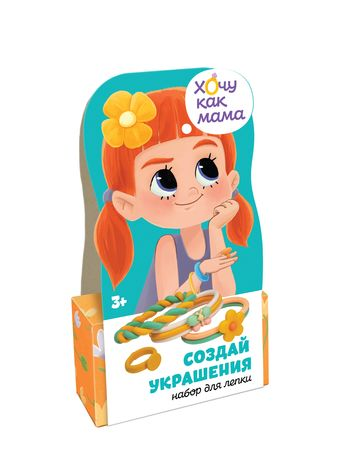 хочу
как
мама
3+
СОЗДАЙ
УКРАШЕНИЯ
набор для лепки